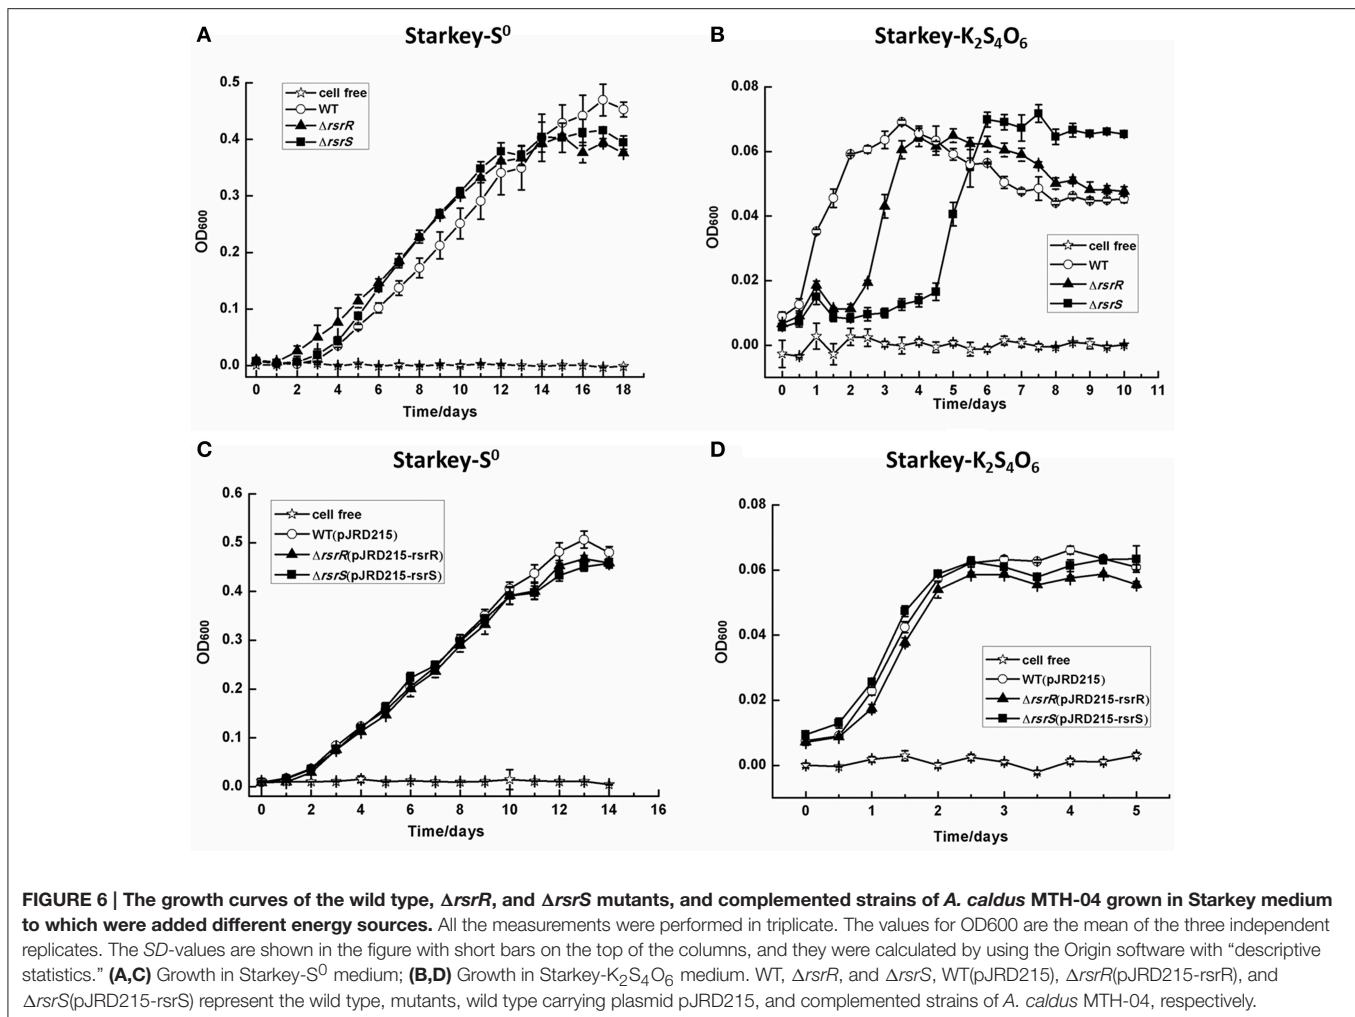 A
Starkey-S⁰
cell free
WT
ΔrsrR
ΔrsrS
OD600
0.5
0.4
0.3
0.2
0.1
0.0
0 2 4 6 8 10 12 14 16 18
Time/days
B
Starkey-K₂S₄O₆
0.08
0.06
0.04
0.02
0.00
OD600
cell free
WT
ΔrsrR
ΔrsrS
0 1 2 3 4 5 6 7 8 9 10 11
Time/days
C
Starkey-S⁰
0.6
0.5
0.4
0.3
0.2
0.1
0.0
OD600
cell free
WT(pJRD215)
ΔrsrR(pJRD215-rsrR)
ΔrsrS(pJRD215-rsrS)
0 2 4 6 8 10 12 14 16
Time/days
D
Starkey-K₂S₄O₆
0.08
0.06
0.04
0.02
0.00
OD600
cell free
WT(pJRD215)
ΔrsrR(pJRD215-rsrR)
ΔrsrS(pJRD215-rsrS)
0 1 2 3 4 5
Time/days
FIGURE 6 | The growth curves of the wild type, ΔrsrR, and ΔrsrS mutants, and complemented strains of A. caldus MTH-04 grown in Starkey medium
to which were added different energy sources. All the measurements were performed in triplicate. The values for OD600 are the mean of the three independent
replicates. The SD-values are shown in the figure with short bars on the top of the columns, and they were calculated by using the Origin software with “descriptive
statistics.” (A,C) Growth in Starkey-S⁰ medium; (B,D) Growth in Starkey-K₂S₄O₆ medium. WT, ΔrsrR, and ΔrsrS, WT(pJRD215), ΔrsrR(pJRD215-rsrR), and
ΔrsrS(pJRD215-rsrS) represent the wild type, mutants, wild type carrying plasmid pJRD215, and complemented strains of A. caldus MTH-04, respectively.